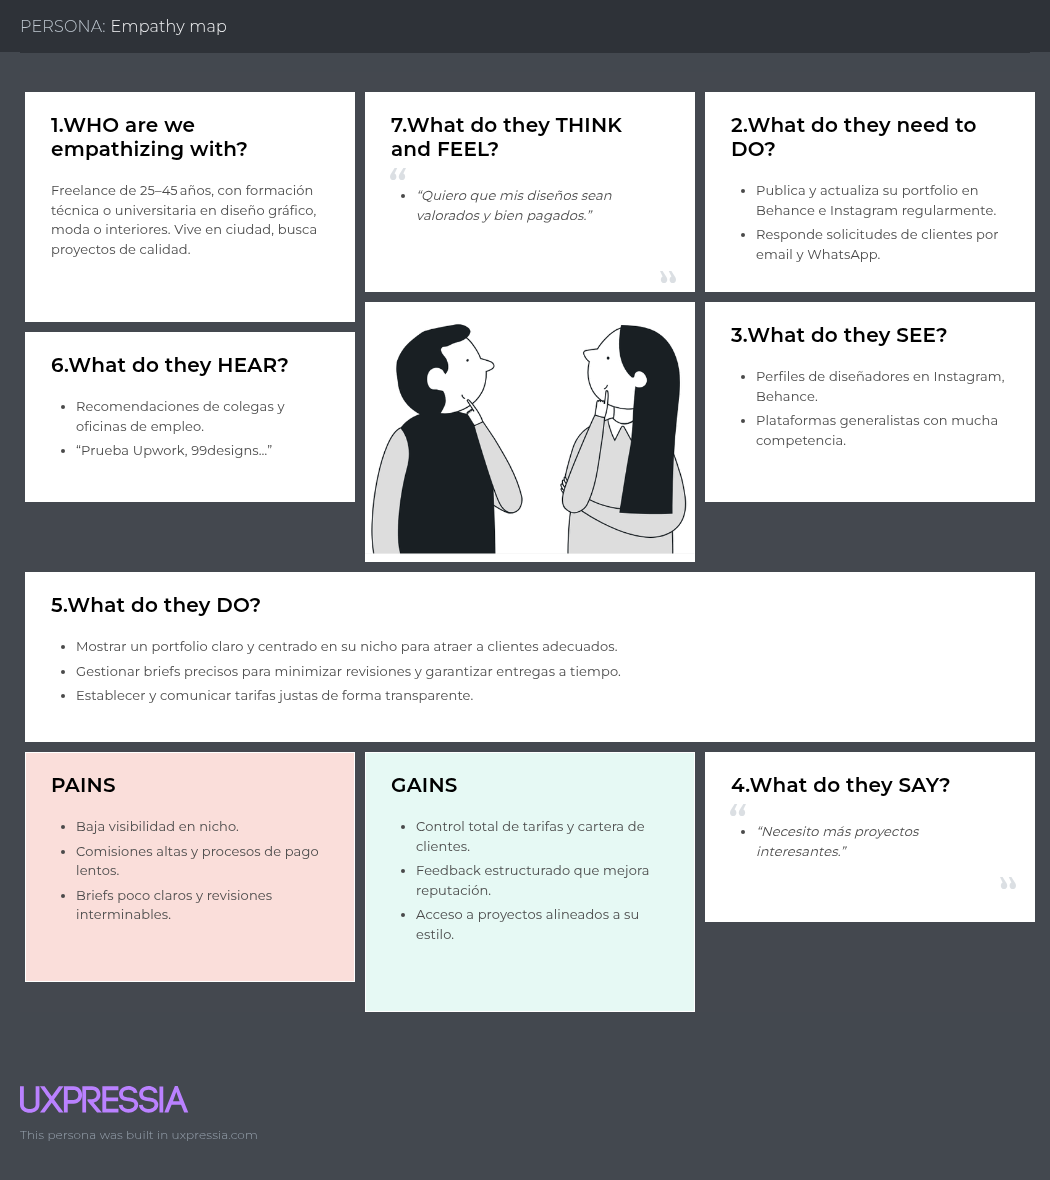 PERSONA: Empathy map
1.WHO are we
empathizing with?
Freelance de 25–45 años, con formación
técnica o universitaria en diseño gráfico,
moda o interiores. Vive en ciudad, busca
proyectos de calidad.
7.What do they THINK
and FEEL?
“
• “Quiero que mis diseños sean
valorados y bien pagados.”
”
2.What do they need to
DO?
• Publica y actualiza su portfolio en
Behance e Instagram regularmente.
• Responde solicitudes de clientes por
email y WhatsApp.
6.What do they HEAR?
• Recomendaciones de colegas y
oficinas de empleo.
• “Prueba Upwork, 99designs…”
3.What do they SEE?
• Perfiles de diseñadores en Instagram,
Behance.
• Plataformas generalistas con mucha
competencia.
5.What do they DO?
• Mostrar un portfolio claro y centrado en su nicho para atraer a clientes adecuados.
• Gestionar briefs precisos para minimizar revisiones y garantizar entregas a tiempo.
• Establecer y comunicar tarifas justas de forma transparente.
PAINS
• Baja visibilidad en nicho.
• Comisiones altas y procesos de pago
lentos.
• Briefs poco claros y revisiones
interminables.
GAINS
• Control total de tarifas y cartera de
clientes.
• Feedback estructurado que mejora
reputación.
• Acceso a proyectos alineados a su
estilo.
4.What do they SAY?
“
• “Necesito más proyectos
interesantes.”
”
UXPRESSIA
This persona was built in uxpressia.com